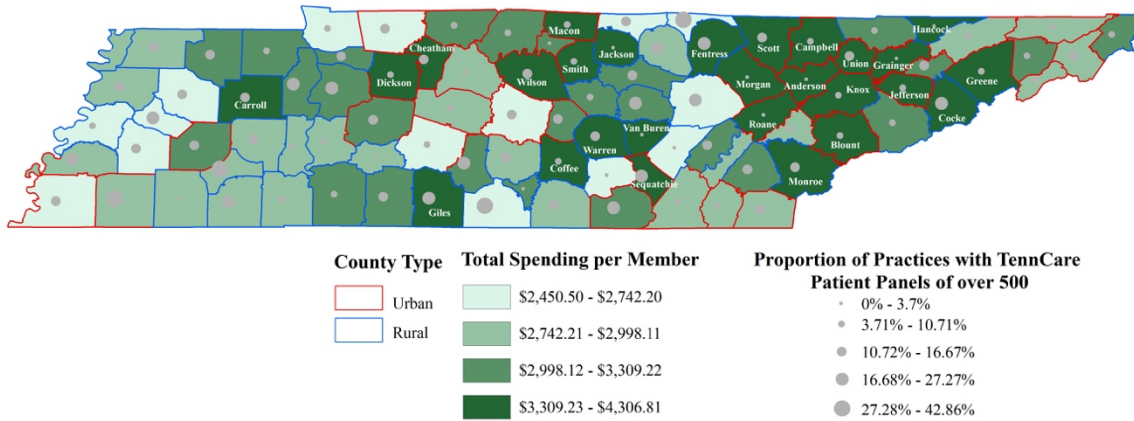 Macon
Hancock
Cheatham
Jackson
Scott
Campbell
Fentress
Union
Smith
Grainger
Dickson
Wilson
Greene
Morgan
Anderson
Jefferson
Knox
Carroll
Cocke
Roane
Van Buren
Blount
Warren
Coffee
Monroe
Sequatchie
Giles
County Type
Urban
Rural
Total Spending per Member
$2,450.50 - $2,742.20
$2,742.21 - $2,998.11
$2,998.12 - $3,309.22
$3,309.23 - $4,306.81
Proportion of Practices with TennCare
Patient Panels of over 500
0% - 3.7%
3.71% - 10.71%
10.72% - 16.67%
16.68% - 27.27%
27.28% - 42.86%